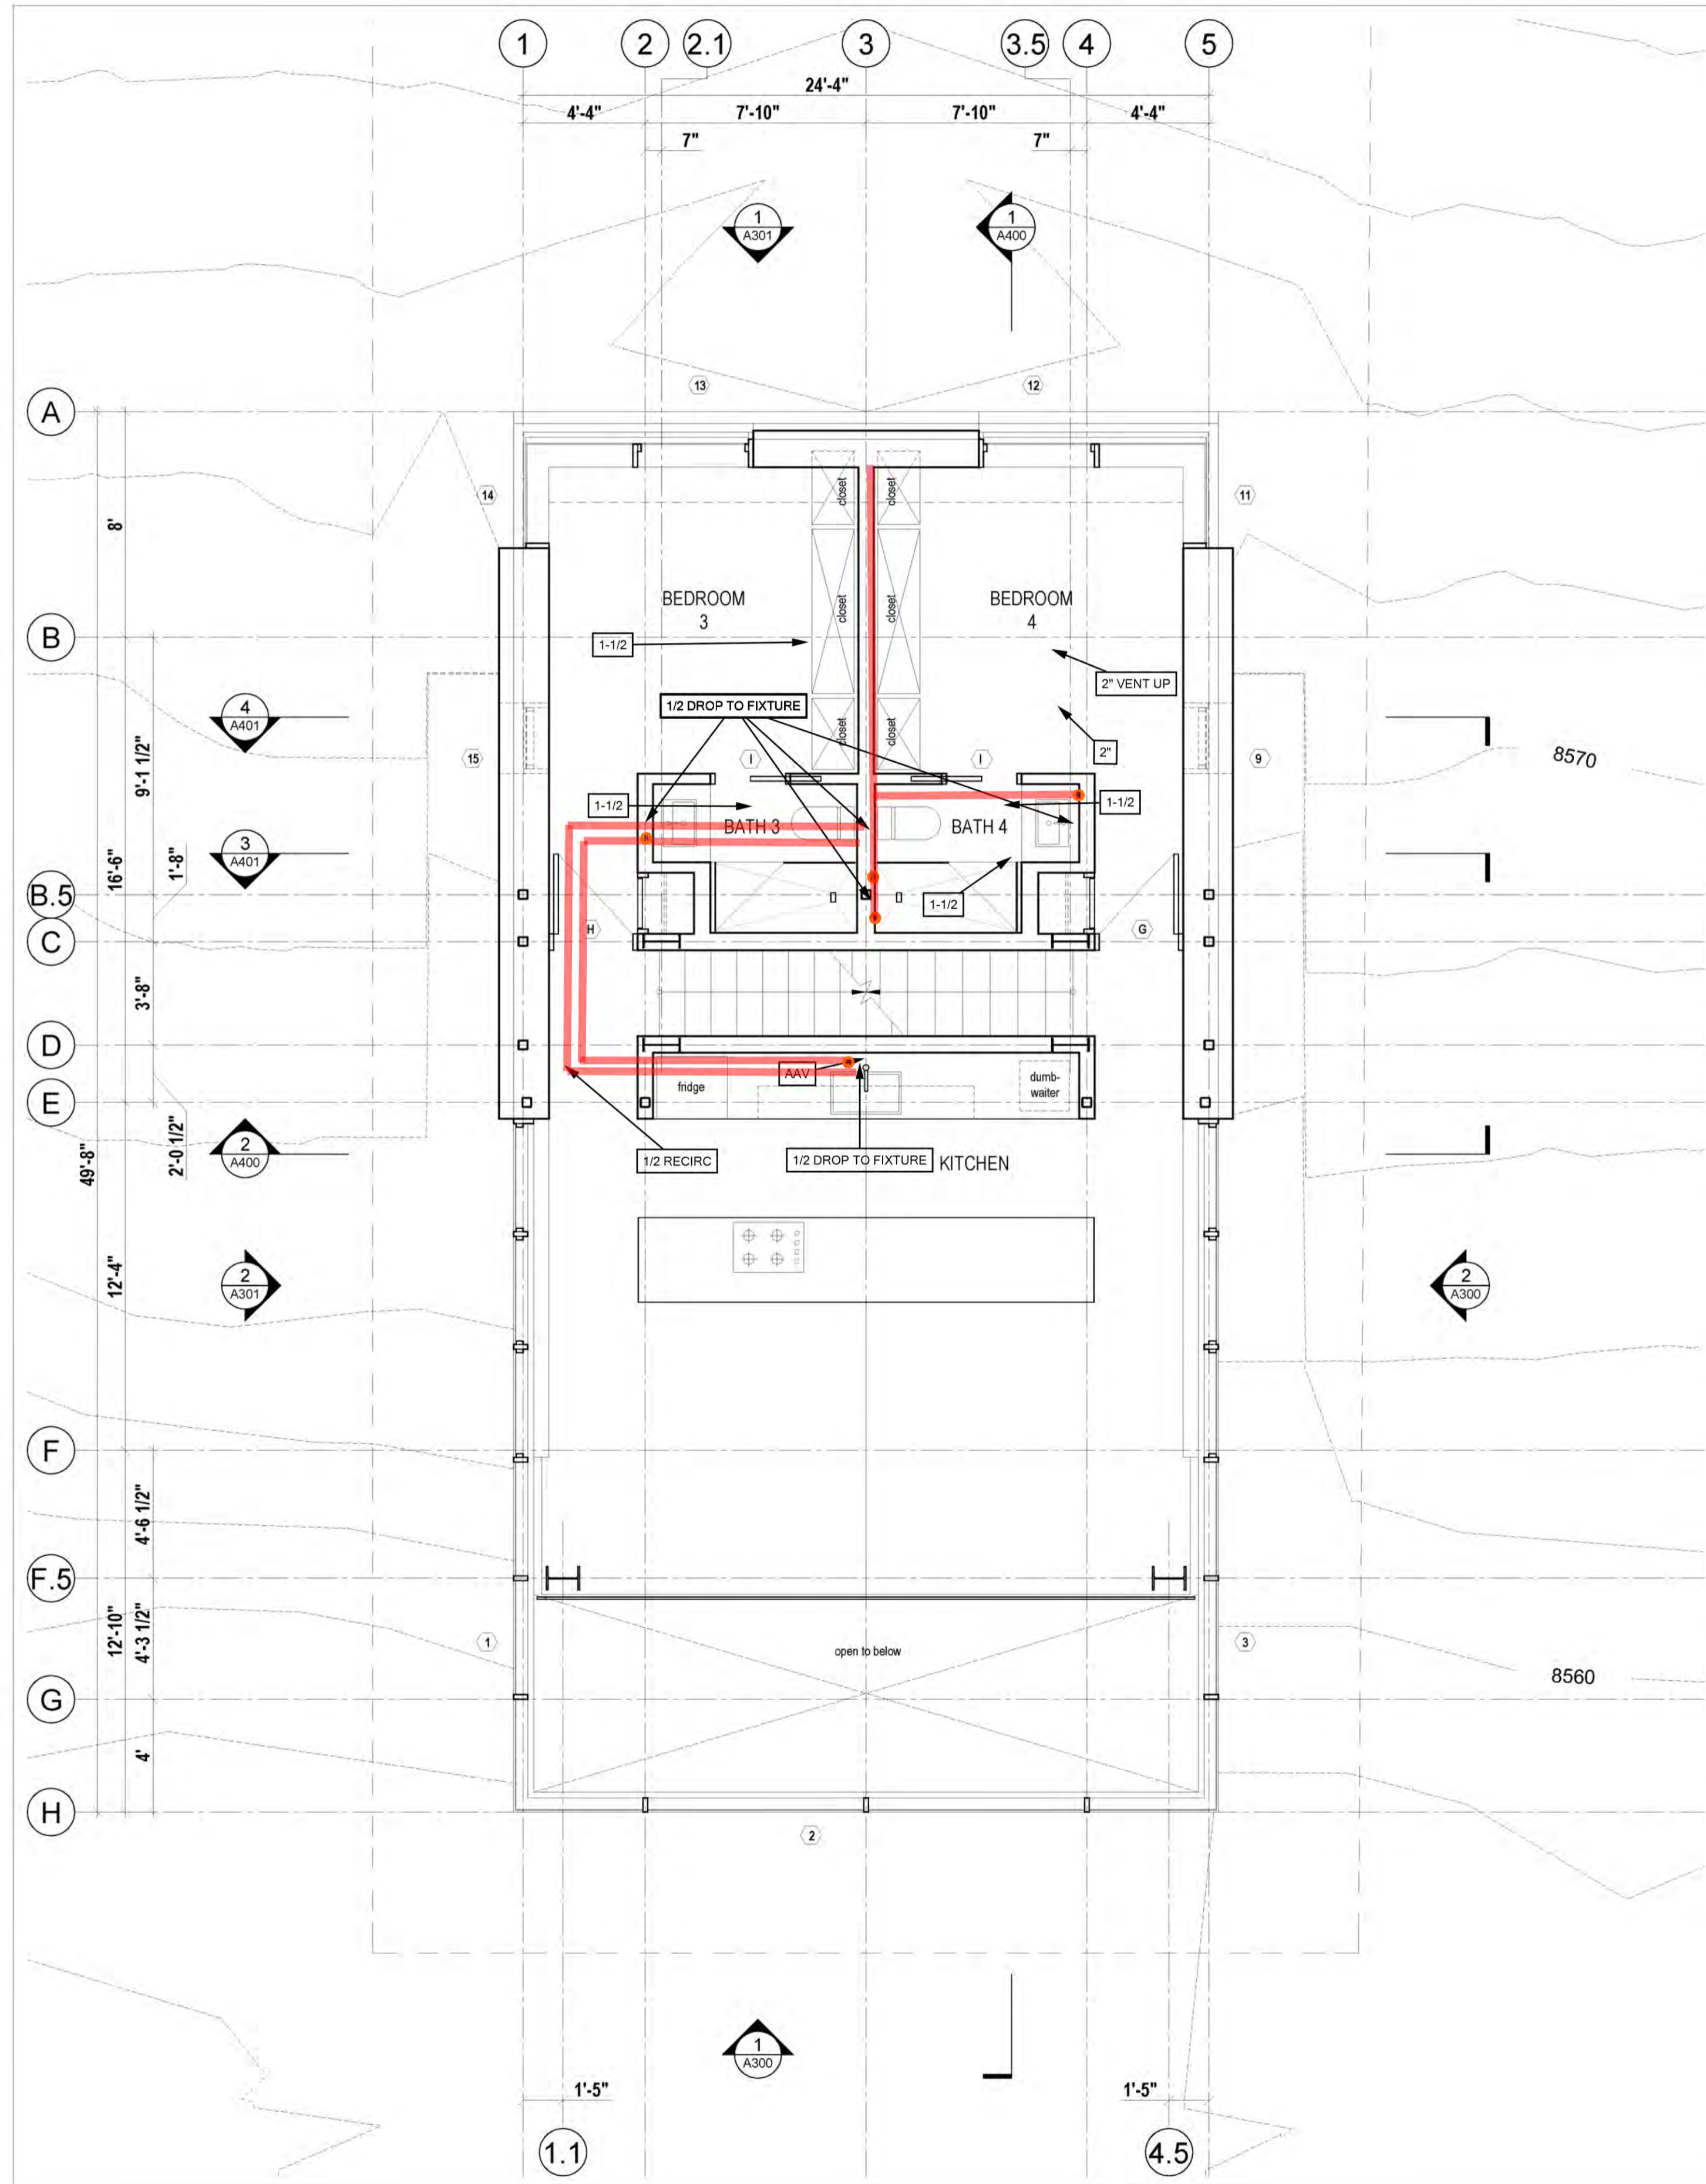 1
2
2.1
3
3.5
4
5
24'-4"
4'-4"
7'-10"
7'-10"
4'-4"
7"
7"
1
A301
1
A400
13
12
A
14
11
closet
closet
8'
BEDROOM
3
BEDROOM
4
closet
closet
B
1-1/2
2" VENT UP
1/2 DROP TO FIXTURE
4
A401
closet
closet
2"
15
I
I
9
8570
9'-1 1/2"
1-1/2
1-1/2
BATH 3
BATH 4
3
A401
16'-6"
1'-8"
B.5
1-1/2
C
H
G
3'-8"
D
AAV
fridge
dumb-
waiter
E
2'-0 1/2"
2
A400
49'-8"
1/2 RECIRC
1/2 DROP TO FIXTURE
KITCHEN
12'-4"
2
A301
2
A300
F
4'-6 1/2"
F.5
12'-10"
4'-3 1/2"
1
open to below
3
8560
G
4'
H
2
1
A300
1'-5"
1'-5"
1.1
4.5